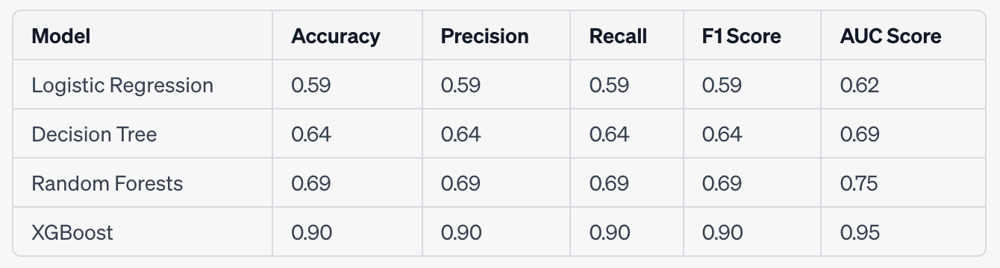 Model Accuracy Precision Recall F1 Score AUC Score
Logistic Regression 0.59 0.59 0.59 0.59 0.62
Decision Tree 0.64 0.64 0.64 0.64 0.69
Random Forests 0.69 0.69 0.69 0.69 0.75
XGBoost 0.90 0.90 0.90 0.90 0.95